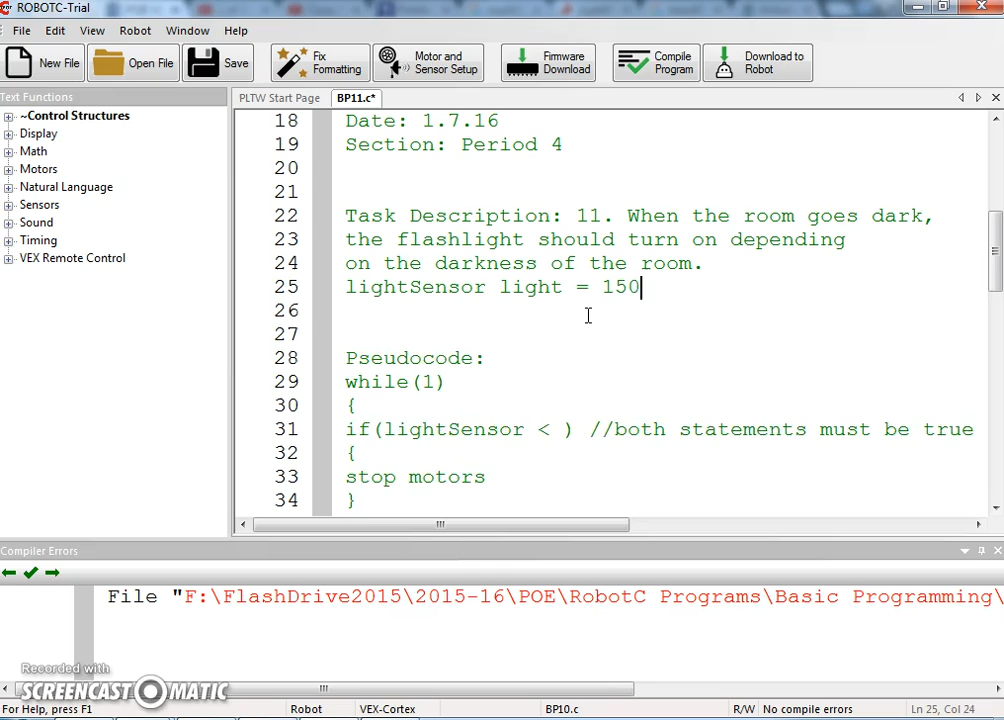 ROBOTC-Trial
File Edit View Robot Window Help
New File Open File Save Fix Formatting Motor and Sensor Setup Firmware Download Compile Program Download to Robot
Text Functions
~Control Structures
Display
Math
Motors
Natural Language
Sensors
Sound
Timing
VEX Remote Control
PLTW Start Page BP11.c*
18 Date: 1.7.16
19 Section: Period 4
20
21
22 Task Description: 11. When the room goes dark,
23 the flashlight should turn on depending
24 on the darkness of the room.
25 lightSensor light = 150
26
27
28 Pseudocode:
29 while(1)
30 {
31 if(lightSensor < ) //both statements must be true
32 {
33 stop motors
34 }
Compiler Errors
File "F:\FlashDrive2015\2015-16\POE\RobotC Programs\Basic Programming\
Recorded with
SCREENCAST O MATIC
For Help, press F1 Robot VEX-Cortex BP10.c R/W No compile errors Ln 25, Col 24